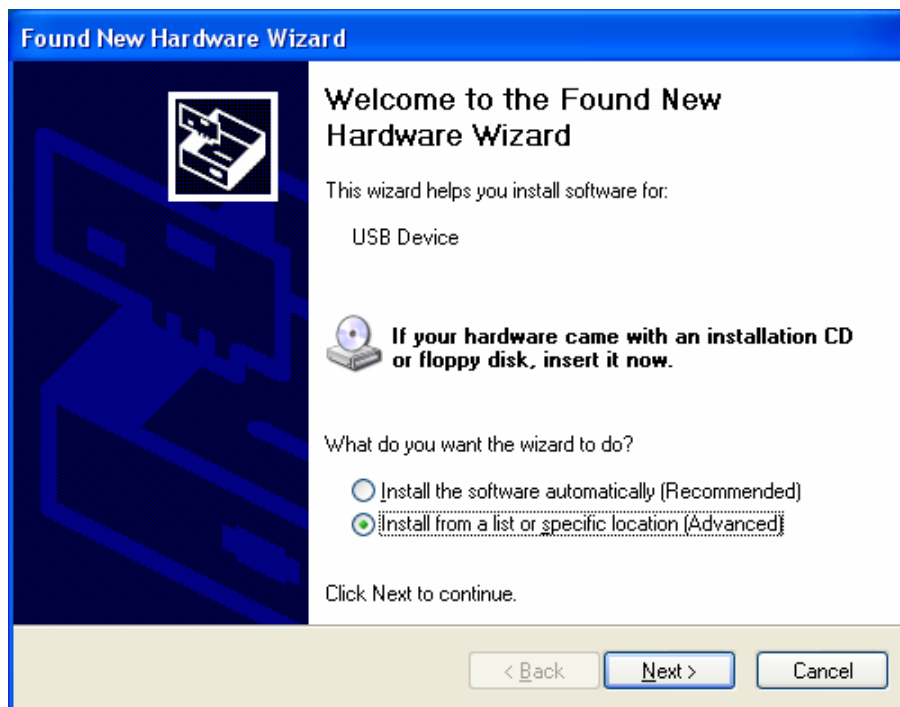 Found New Hardware Wizard
Welcome to the Found New
Hardware Wizard
This wizard helps you install software for:
USB Device
If your hardware came with an installation CD
or floppy disk, insert it now.
What do you want the wizard to do?
Install the software automatically (Recommended)
Install from a list or specific location (Advanced)
Click Next to continue.
< Back Next > Cancel